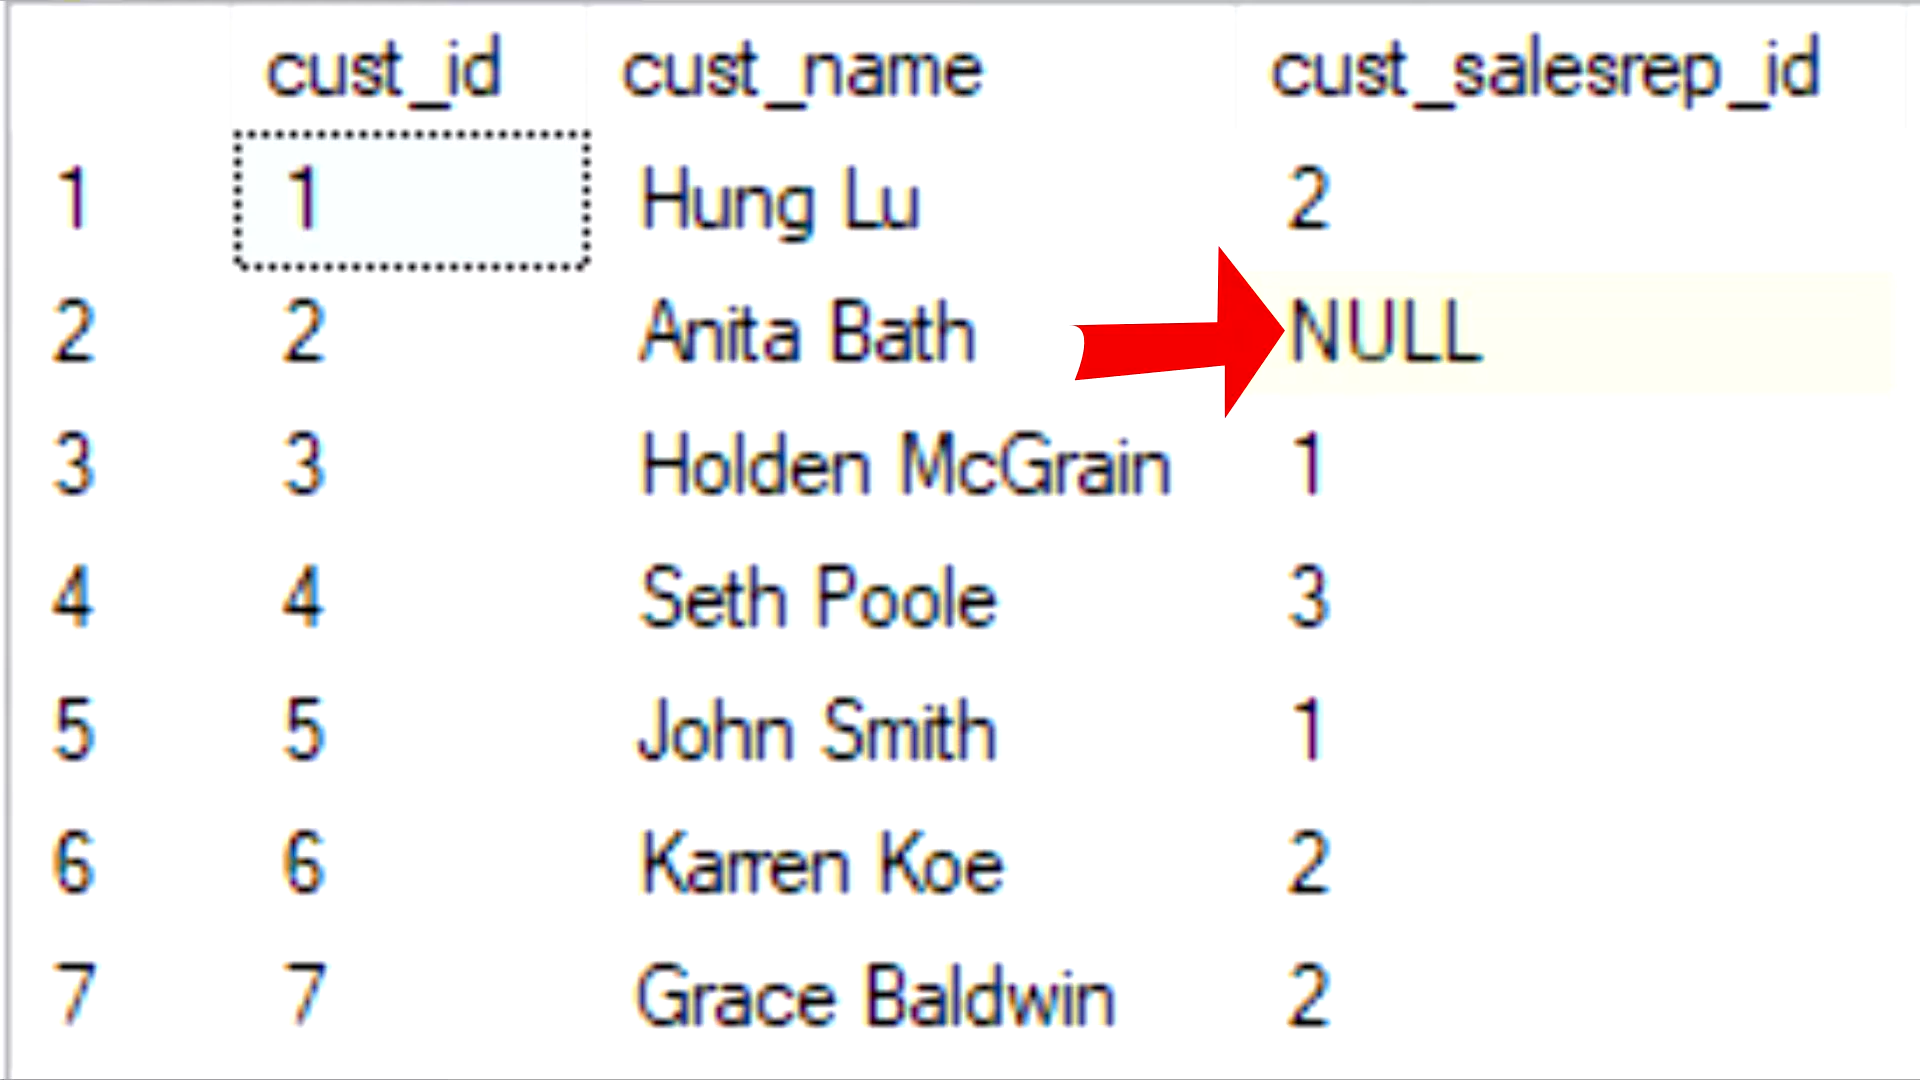 cust_id cust_name cust_salesrep_id
1 1 Hung Lu 2
2 2 Anita Bath NULL
3 3 Holden McGrain 1
4 4 Seth Poole 3
5 5 John Smith 1
6 6 Karren Koe 2
7 7 Grace Baldwin 2